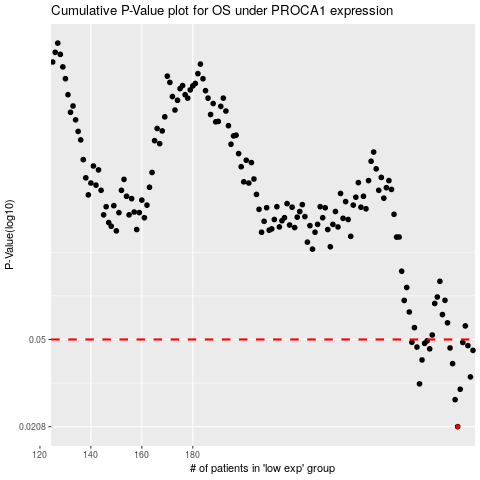 Cumulative P-Value plot for OS under PROCA1 expression
P-Value(log10)
0.05
0.0208
120 140 160 180
# of patients in 'low exp' group